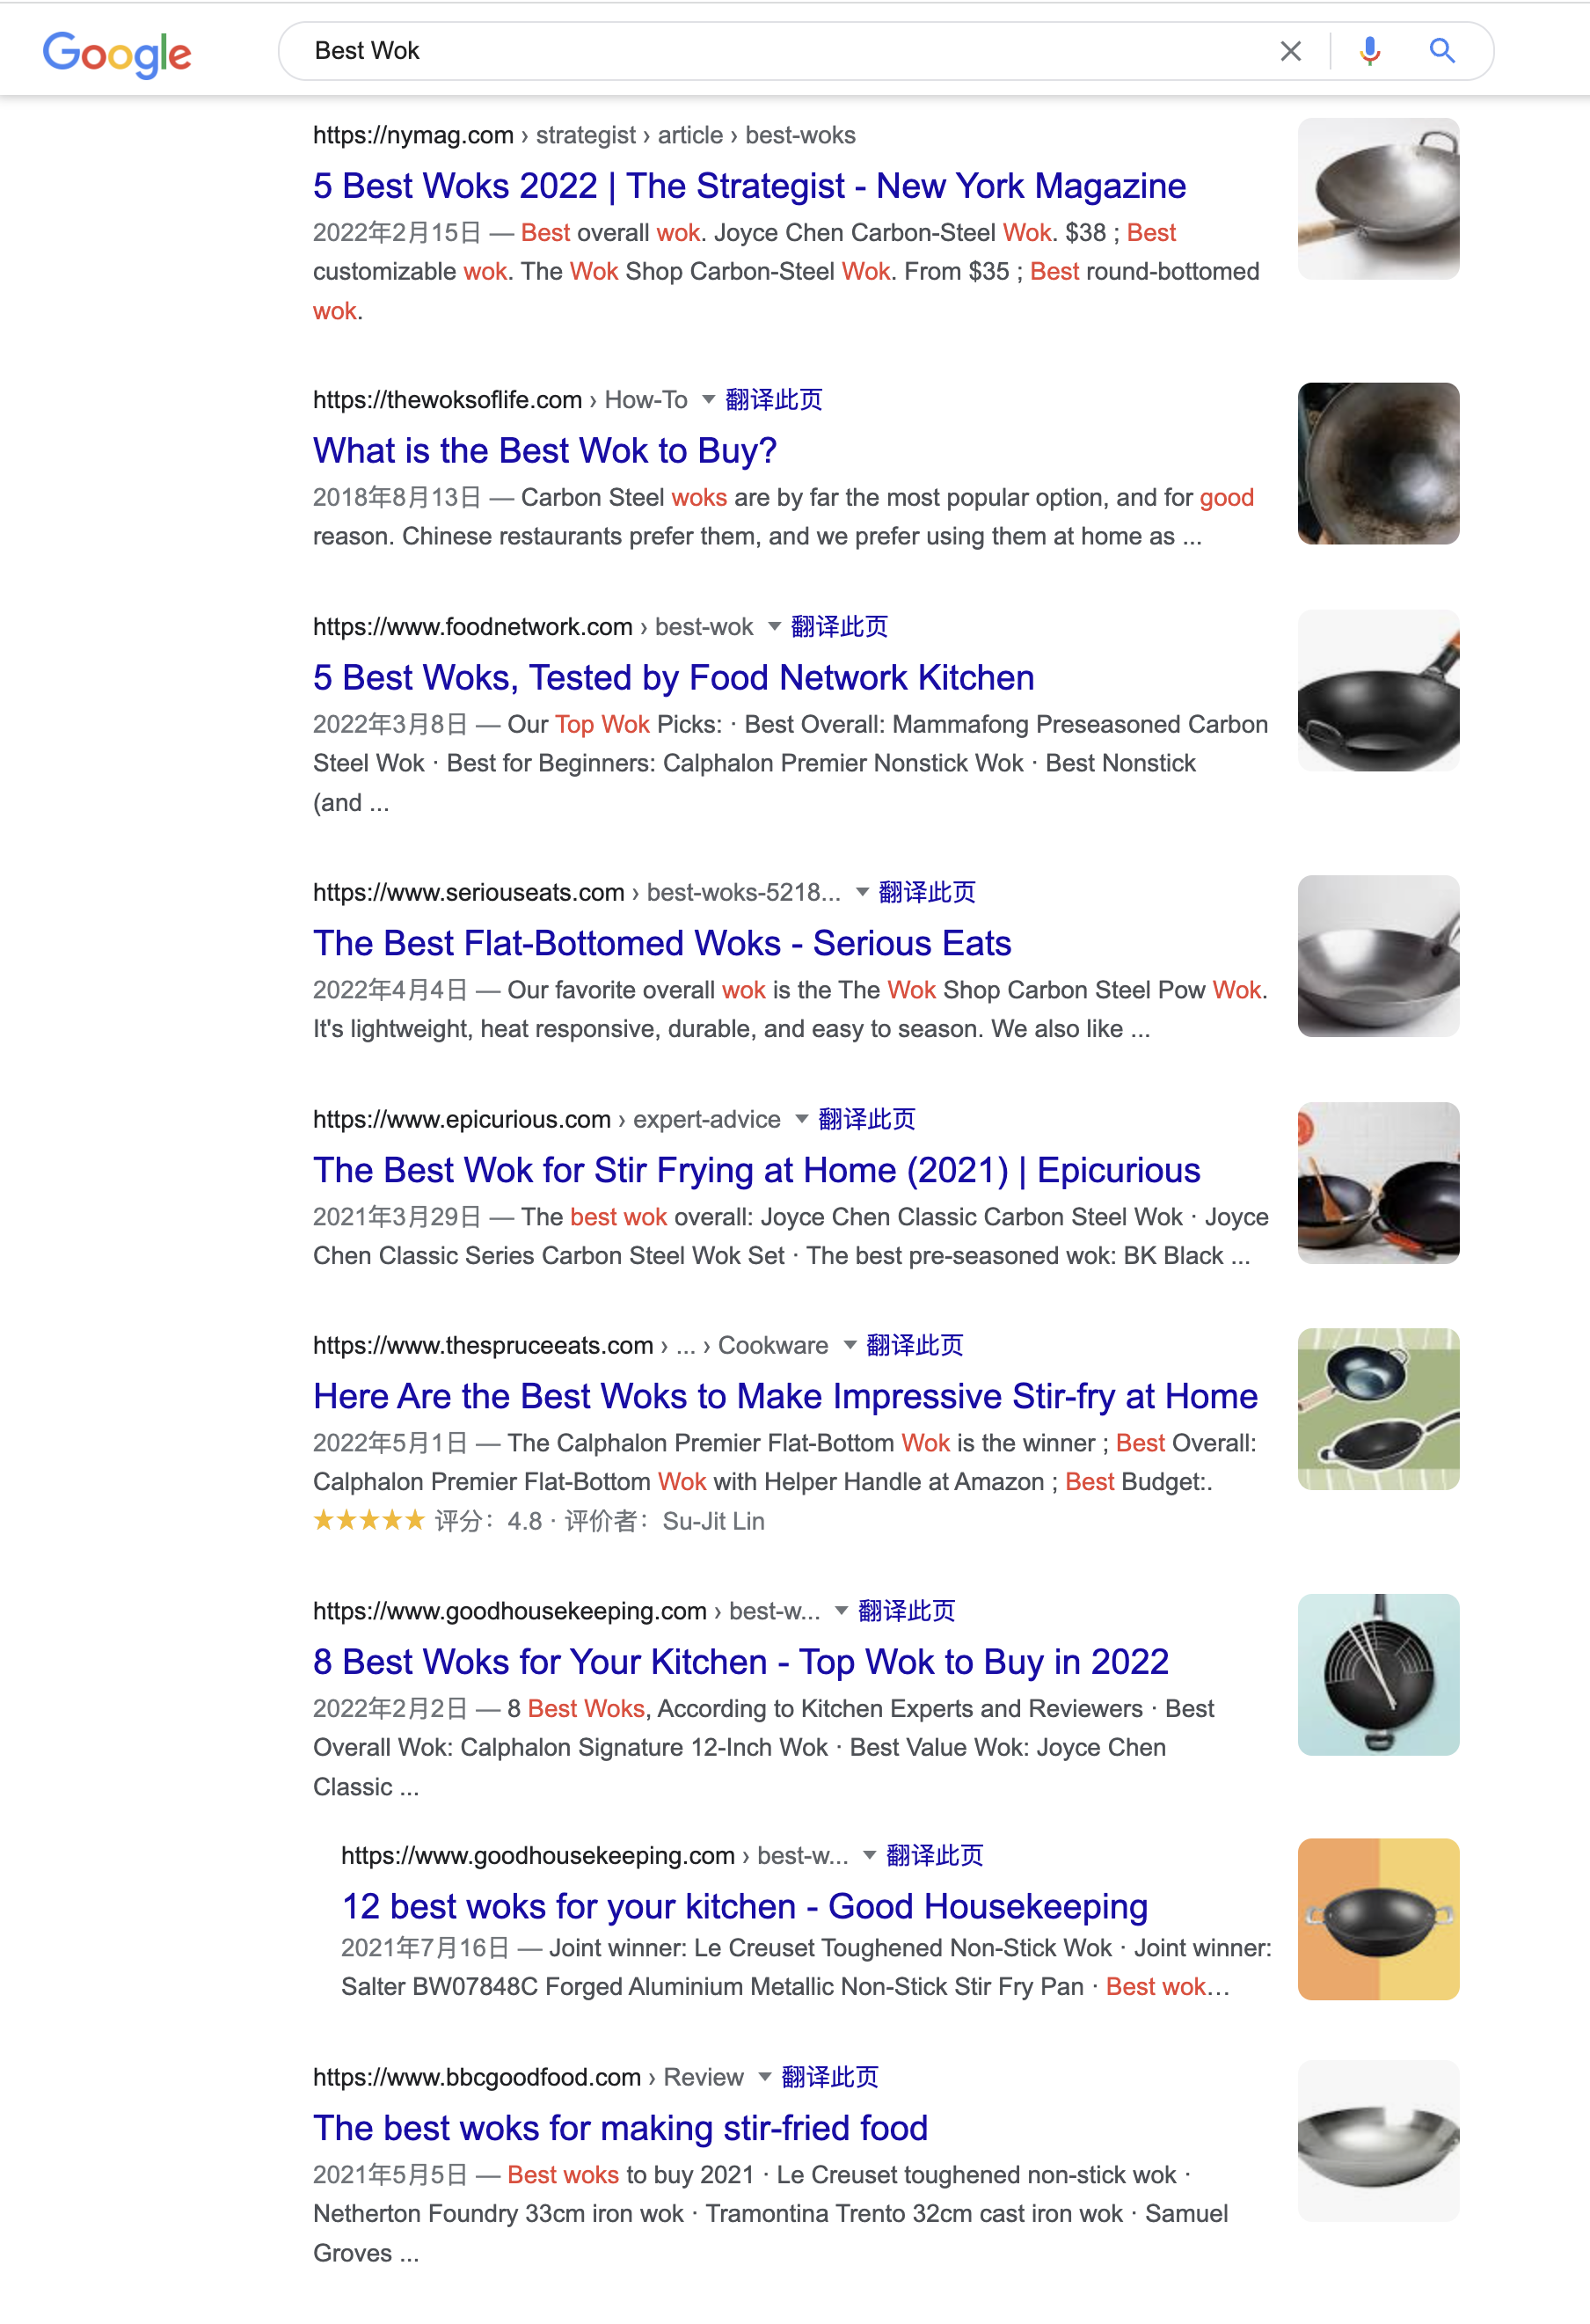 Google
Best Wok
https://nymag.com › strategist › article › best-woks
5 Best Woks 2022 | The Strategist - New York Magazine
2022年2月15日 — Best overall wok. Joyce Chen Carbon-Steel Wok. $38 ; Best
customizable wok. The Wok Shop Carbon-Steel Wok. From $35 ; Best round-bottomed
wok.
https://thewoksoflife.com › How-To 翻译此页
What is the Best Wok to Buy?
2018年8月13日 — Carbon Steel woks are by far the most popular option, and for good
reason. Chinese restaurants prefer them, and we prefer using them at home as ...
https://www.foodnetwork.com › best-wok 翻译此页
5 Best Woks, Tested by Food Network Kitchen
2022年3月8日 — Our Top Wok Picks: · Best Overall: Mammafong Preseasoned Carbon
Steel Wok · Best for Beginners: Calphalon Premier Nonstick Wok · Best Nonstick
(and ...
https://www.seriouseats.com › best-woks-5218... 翻译此页
The Best Flat-Bottomed Woks - Serious Eats
2022年4月4日 — Our favorite overall wok is the The Wok Shop Carbon Steel Pow Wok.
It's lightweight, heat responsive, durable, and easy to season. We also like ...
https://www.epicurious.com › expert-advice 翻译此页
The Best Wok for Stir Frying at Home (2021) | Epicurious
2021年3月29日 — The best wok overall: Joyce Chen Classic Carbon Steel Wok · Joyce
Chen Classic Series Carbon Steel Wok Set · The best pre-seasoned wok: BK Black ...
https://www.thespruceeats.com › ... › Cookware 翻译此页
Here Are the Best Woks to Make Impressive Stir-fry at Home
2022年5月1日 — The Calphalon Premier Flat-Bottom Wok is the winner ; Best Overall:
Calphalon Premier Flat-Bottom Wok with Helper Handle at Amazon ; Best Budget:.
★★★★★ 评分：4.8 · 评价者：Su-Jit Lin
https://www.goodhousekeeping.com › best-w... 翻译此页
8 Best Woks for Your Kitchen - Top Wok to Buy in 2022
2022年2月2日 — 8 Best Woks, According to Kitchen Experts and Reviewers · Best
Overall Wok: Calphalon Signature 12-Inch Wok · Best Value Wok: Joyce Chen
Classic ...
https://www.goodhousekeeping.com › best-w... 翻译此页
12 best woks for your kitchen - Good Housekeeping
2021年7月16日 — Joint winner: Le Creuset Toughened Non-Stick Wok · Joint winner:
Salter BW07848C Forged Aluminium Metallic Non-Stick Stir Fry Pan · Best wok...
https://www.bbcgoodfood.com › Review 翻译此页
The best woks for making stir-fried food
2021年5月5日 — Best woks to buy 2021 · Le Creuset toughened non-stick wok ·
Netherton Foundry 33cm iron wok · Tramontina Trento 32cm cast iron wok · Samuel
Groves ...